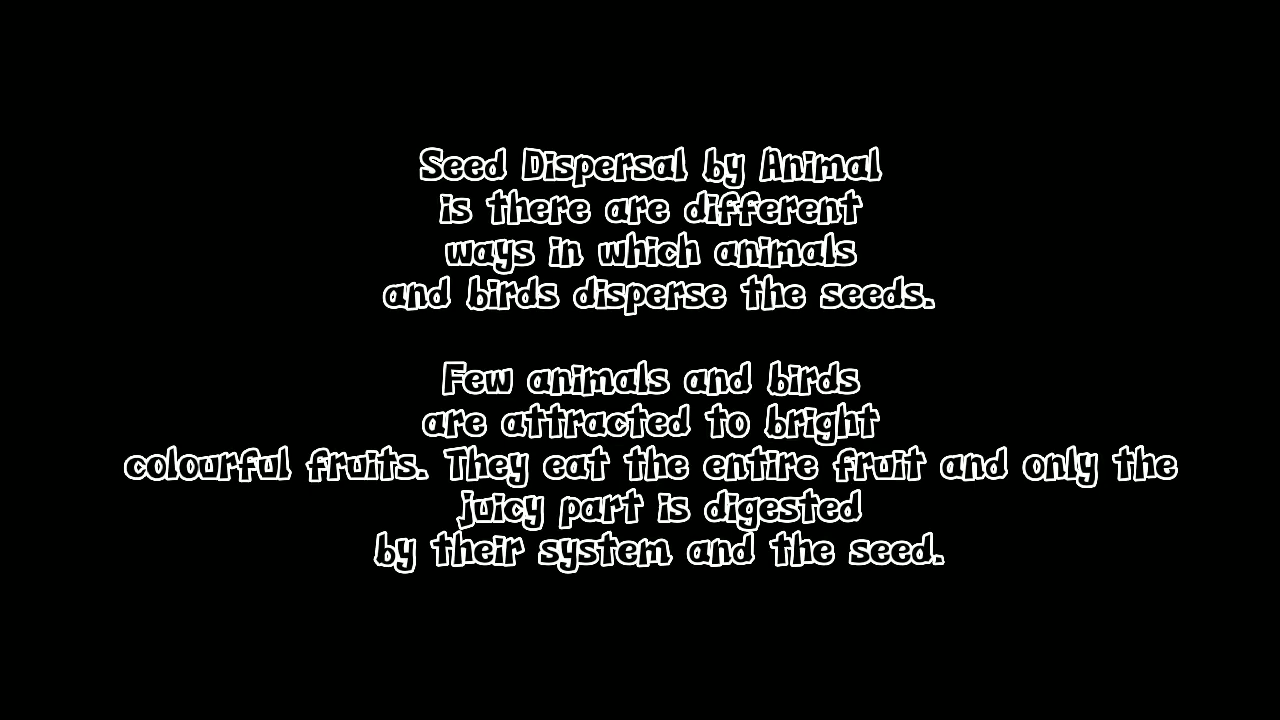 Seed Dispersal by Animal
is there are different
ways in which animals
and birds disperse the seeds.
Few animals and birds
are attracted to bright
colourful fruits. They eat the entire fruit and only the
juicy part is digested
by their system and the seed.